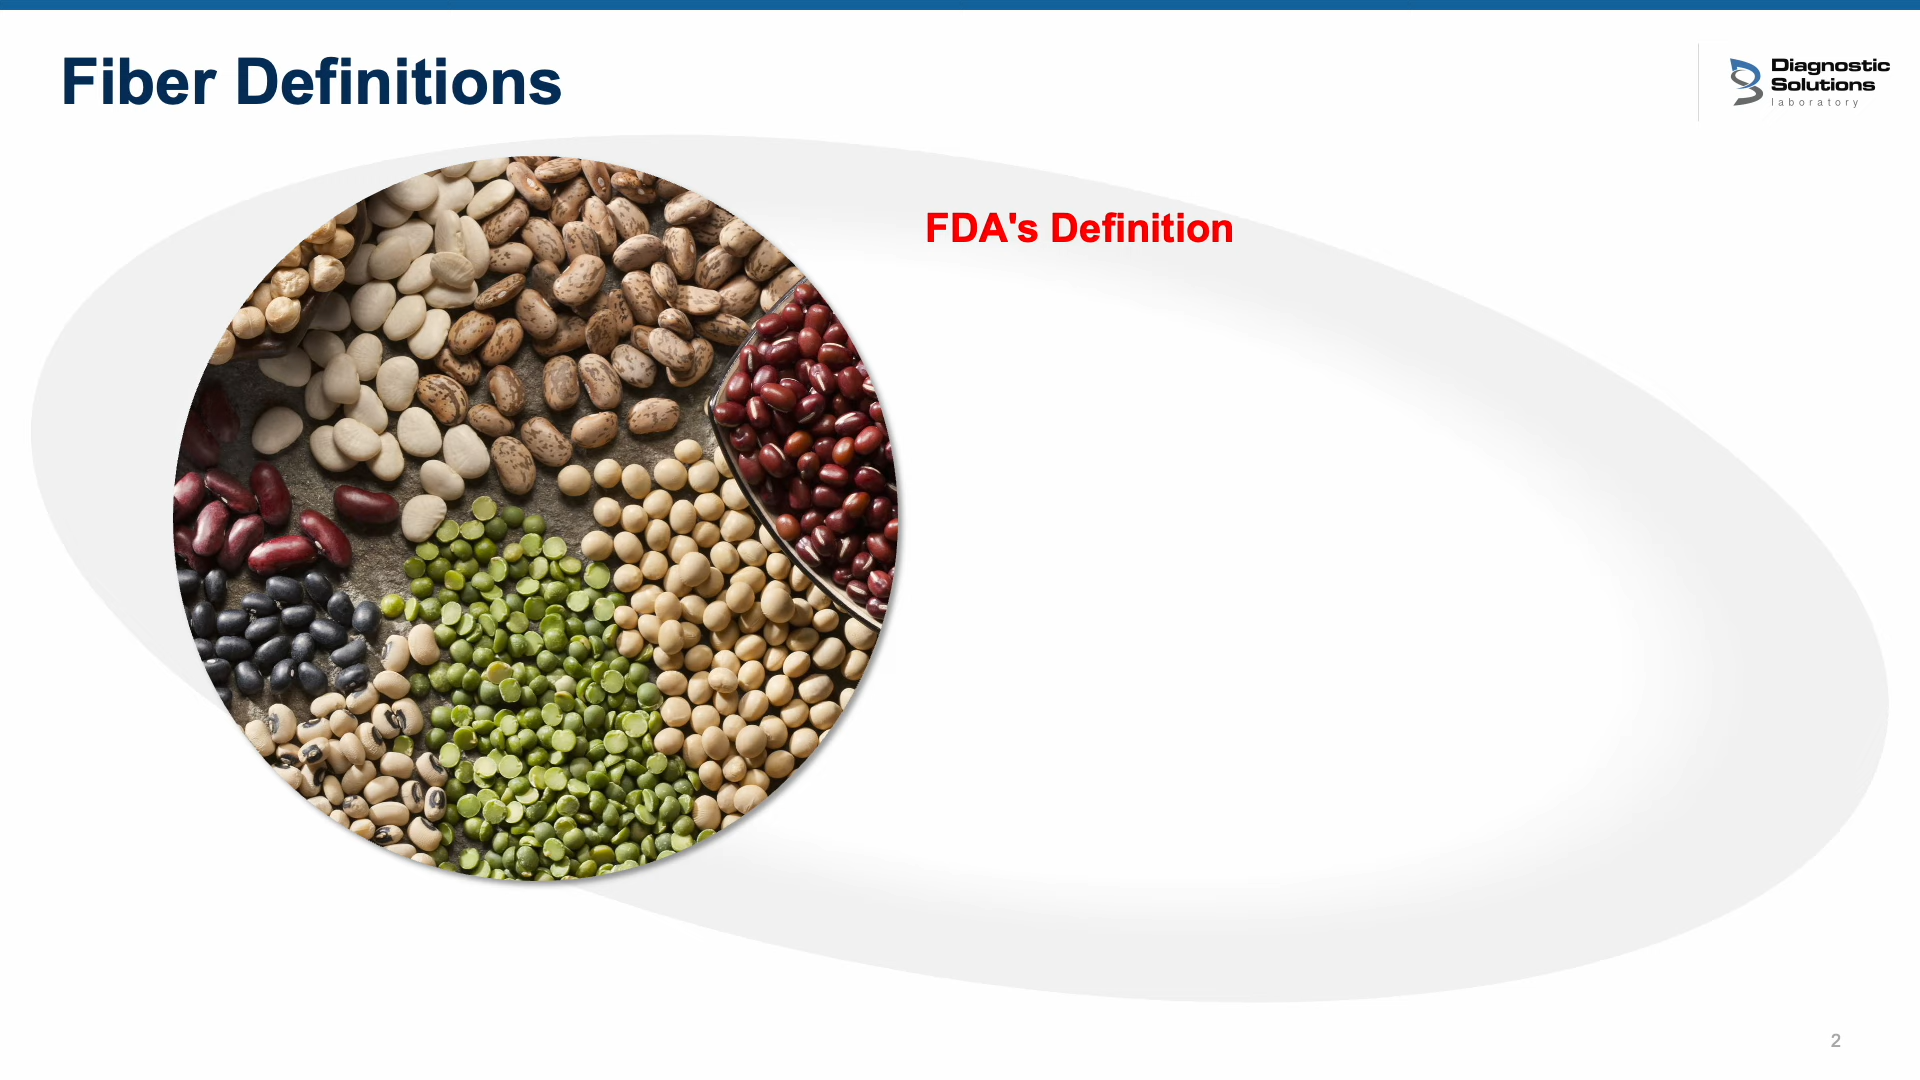 Fiber Definitions
Diagnostic
Solutions
laboratory
FDA's Definition
2